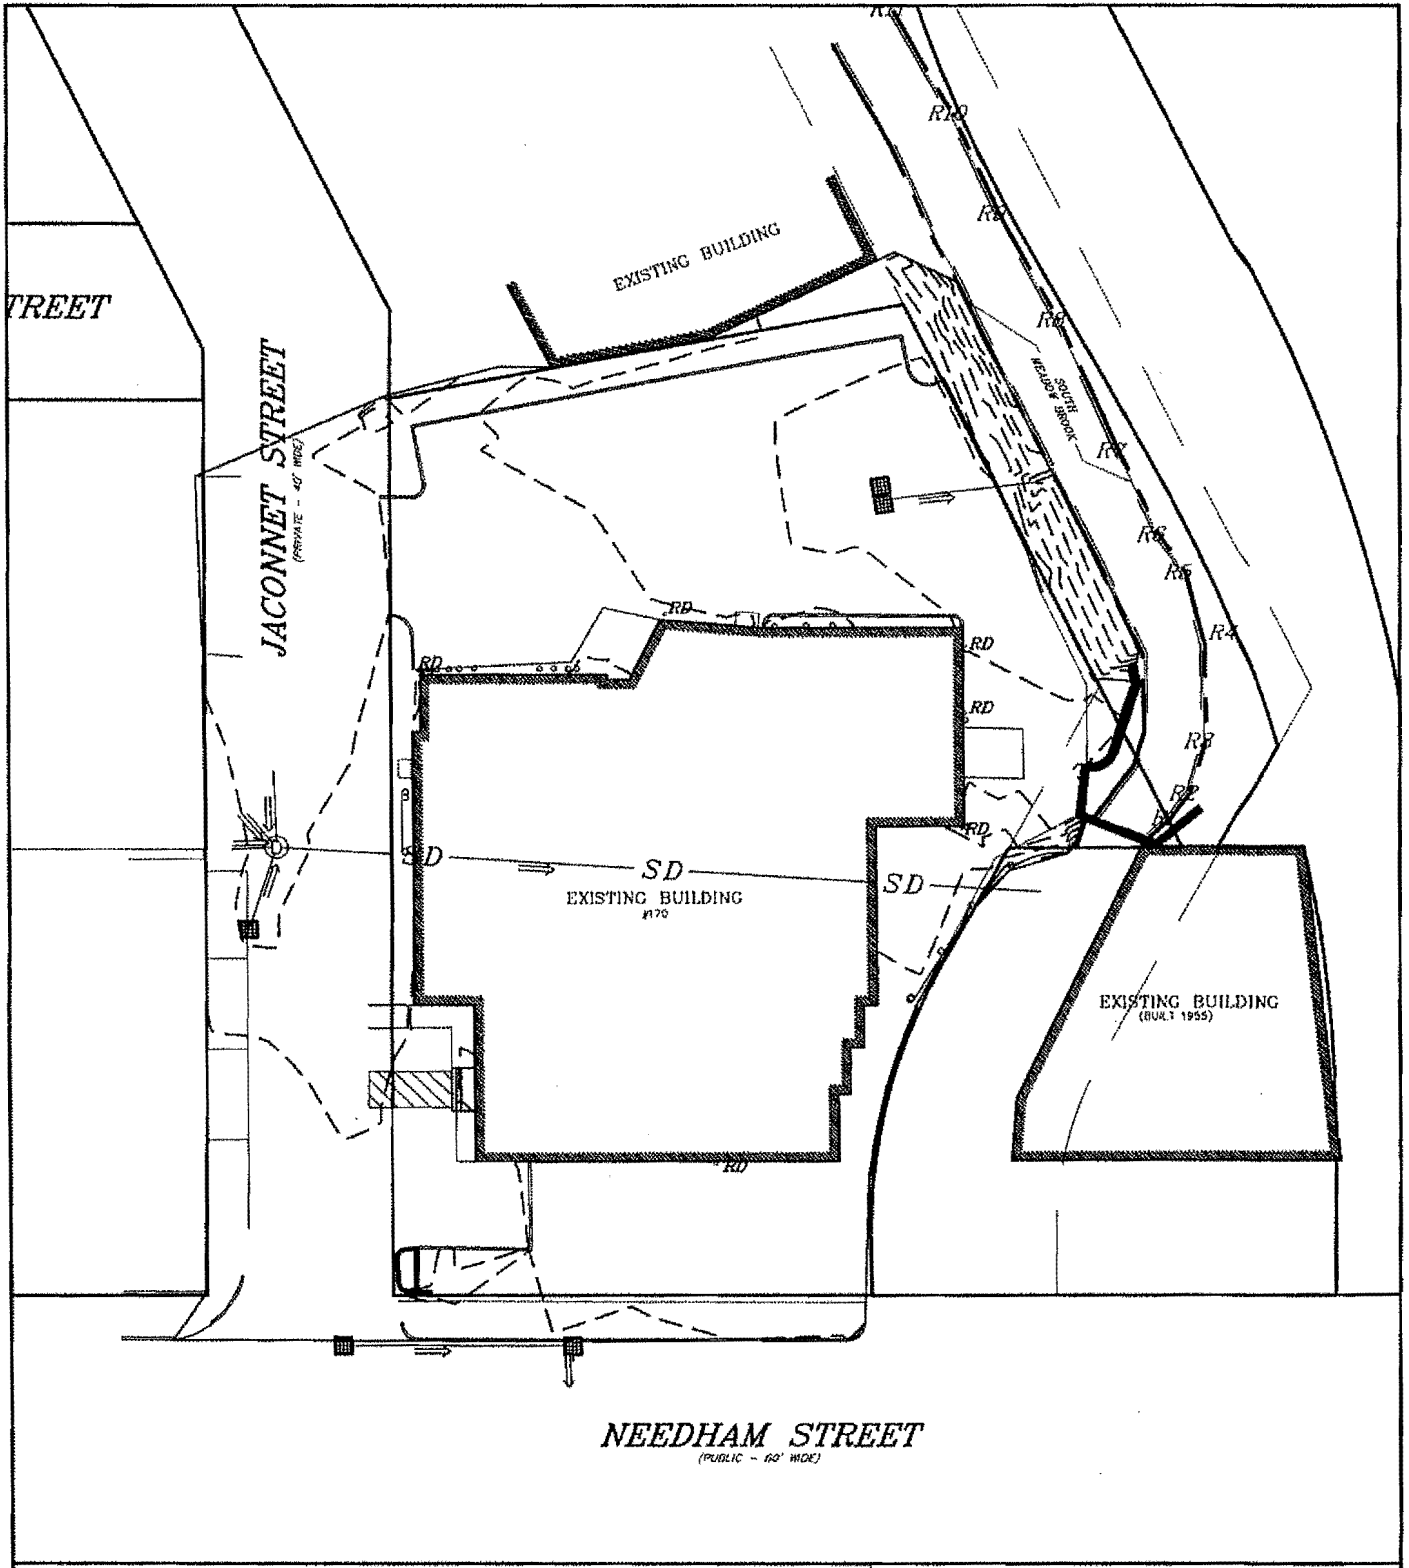 R11
R10
R9
EXISTING BUILDING
TREET
R8
JACONNET STREET
(PRIVATE - 40' WIDE)
SOUTH
MEADOW BROOK
R7
R6
R5
RD
R4
RD
RD
RD
R3
R2
RD
D
D
SD
SD
EXISTING BUILDING
#170
EXISTING BUILDING
(BUILT 1955)
RD
NEEDHAM STREET
(PUBLIC - 60' WIDE)